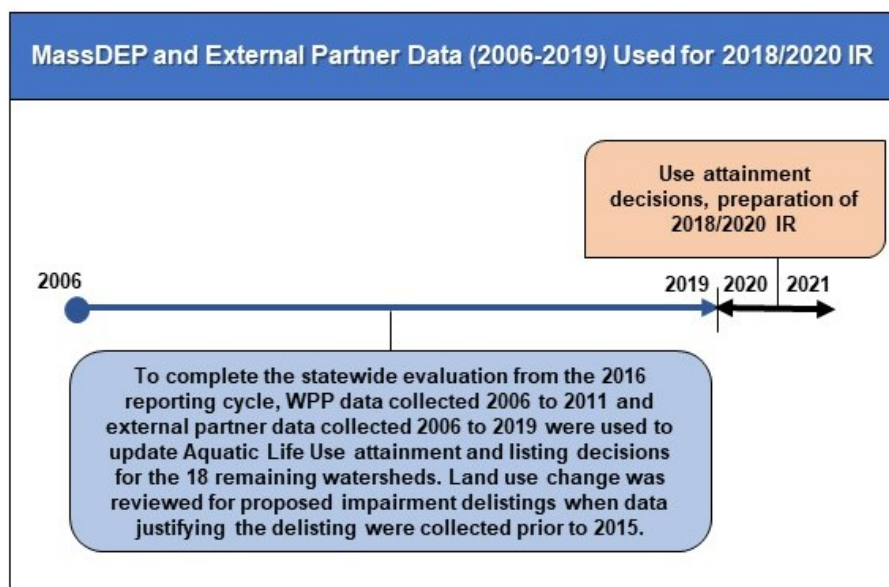 MassDEP and External Partner Data (2006-2019) Used for 2018/2020 IR
Use attainment
decisions, preparation of
2018/2020 IR
2006
2019
2020
2021
To complete the statewide evaluation from the 2016
reporting cycle, WPP data collected 2006 to 2011 and
external partner data collected 2006 to 2019 were used to
update Aquatic Life Use attainment and listing decisions
for the 18 remaining watersheds. Land use change was
reviewed for proposed impairment delistings when data
justifying the delisting were collected prior to 2015.